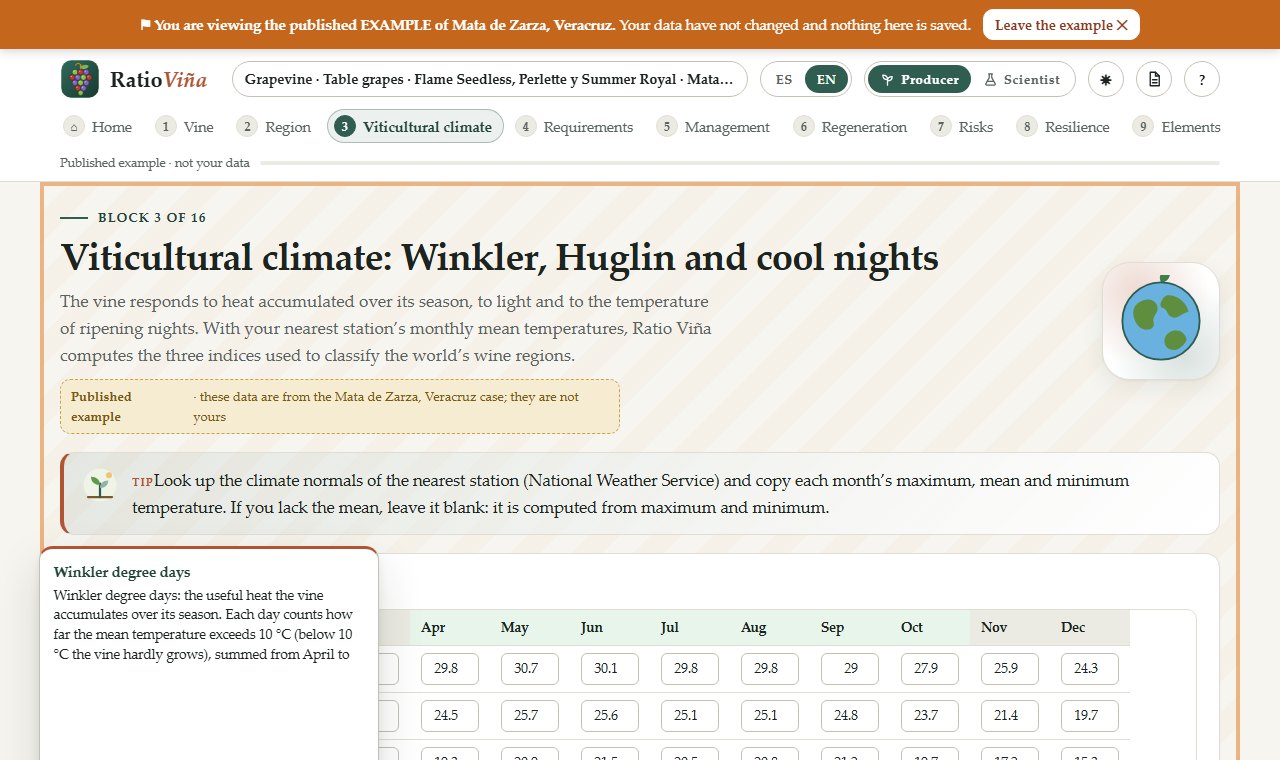 ⚑ You are viewing the published EXAMPLE of Mata de Zarza, Veracruz. Your data have not changed and nothing here is saved. Leave the example ✕
RatioViña
Grapevine · Table grapes · Flame Seedless, Perlette y Summer Royal · Mata…
ES EN
Producer Scientist
?
⌂ Home 1 Vine 2 Region 3 Viticultural climate 4 Requirements 5 Management 6 Regeneration 7 Risks 8 Resilience 9 Elements
Published example · not your data
BLOCK 3 OF 16
Viticultural climate: Winkler, Huglin and cool nights
The vine responds to heat accumulated over its season, to light and to the temperature
of ripening nights. With your nearest station’s monthly mean temperatures, Ratio Viña
computes the three indices used to classify the world’s wine regions.
Published example · these data are from the Mata de Zarza, Veracruz case; they are not yours
TIP Look up the climate normals of the nearest station (National Weather Service) and copy each month’s maximum, mean and minimum
temperature. If you lack the mean, leave it blank: it is computed from maximum and minimum.
Winkler degree days
Winkler degree days: the useful heat the vine
accumulates over its season. Each day counts how
far the mean temperature exceeds 10 °C (below 10
°C the vine hardly grows), summed from April to
Apr May Jun Jul Aug Sep Oct Nov Dec
29.8 30.7 30.1 29.8 29.8 29 27.9 25.9 24.3
24.5 25.7 25.6 25.1 25.1 24.8 23.7 21.4 19.7